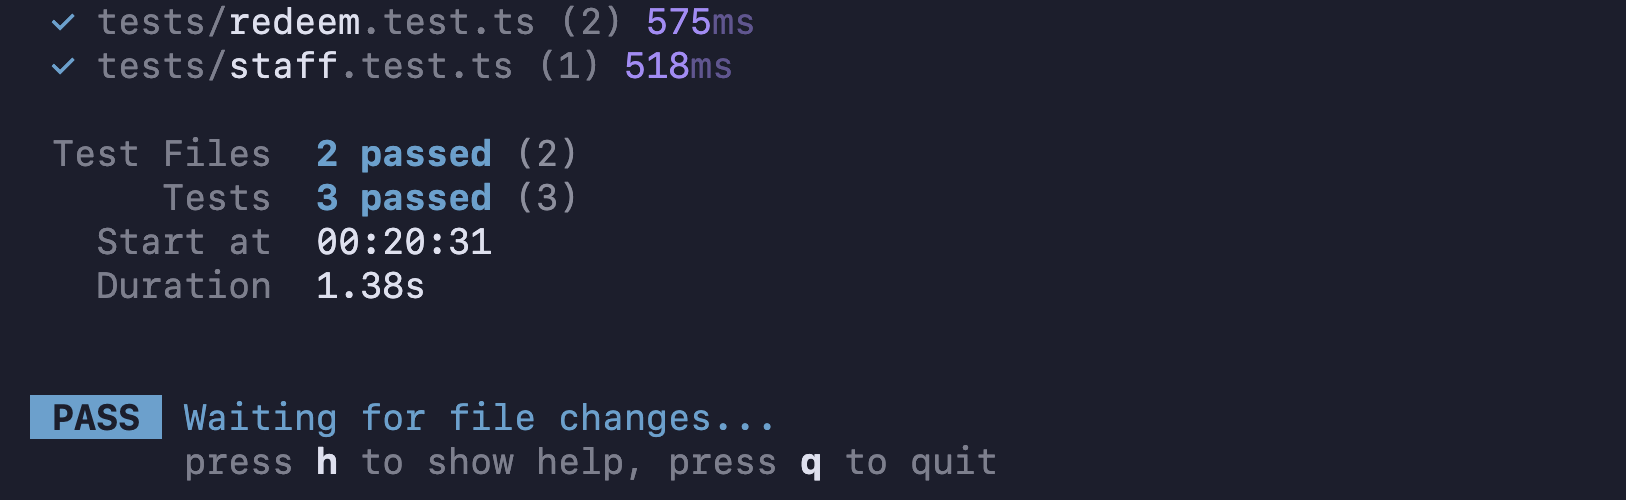 ✓ tests/redeem.test.ts (2) 575ms
✓ tests/staff.test.ts (1) 518ms
Test Files 2 passed (2)
Tests 3 passed (3)
Start at 00:20:31
Duration 1.38s
PASS Waiting for file changes...
press h to show help, press q to quit